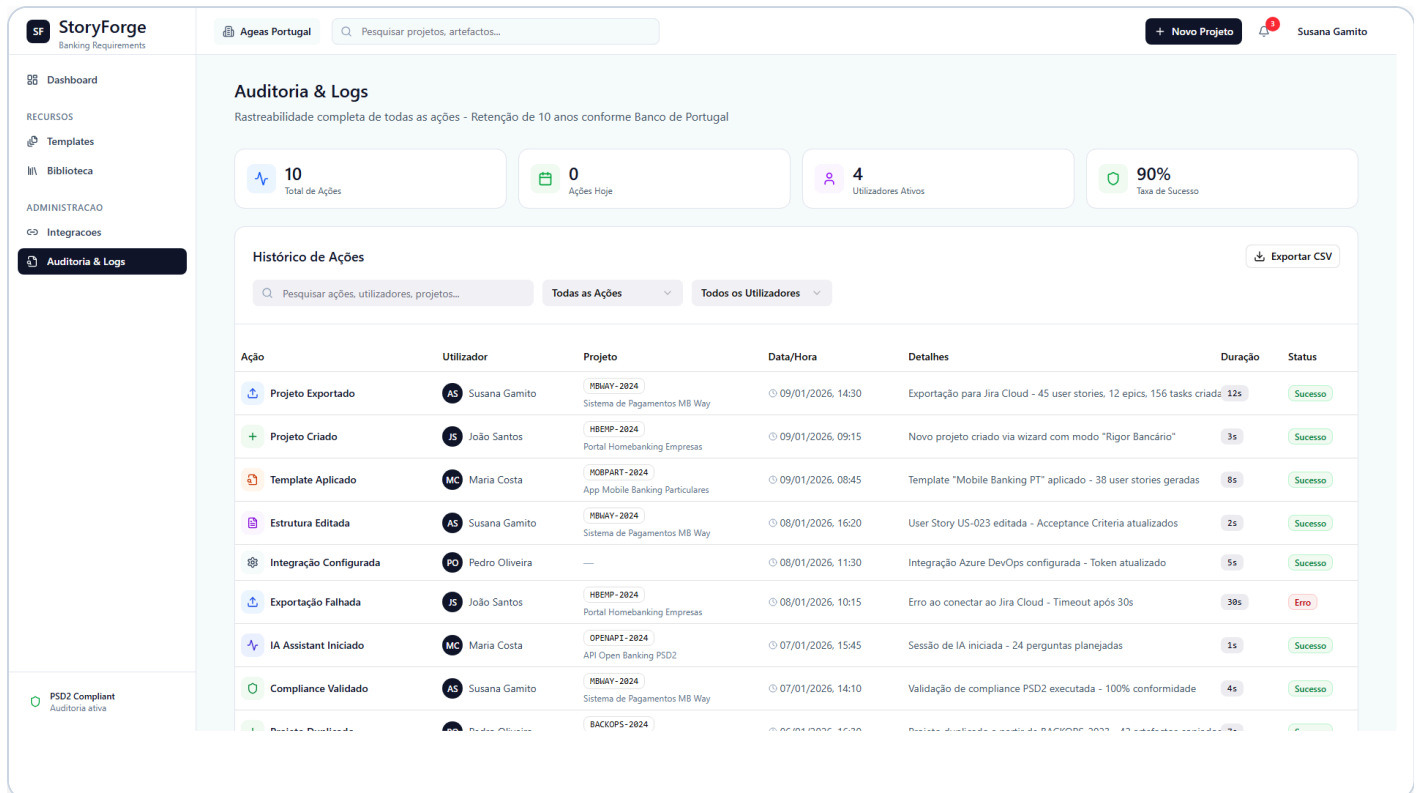 SF StoryForge
Banking Requirements
Ageas Portugal
Pesquisar projetos, artefactos...
+ Novo Projeto
3
Susana Gamito
Dashboard
RECURSOS
Templates
Biblioteca
ADMINISTRACAO
Integracoes
Auditoria & Logs
PSD2 Compliant
Auditoria ativa
Auditoria & Logs
Rastreabilidade completa de todas as ações - Retenção de 10 anos conforme Banco de Portugal
10
Total de Ações
0
Ações Hoje
4
Utilizadores Ativos
90%
Taxa de Sucesso
Histórico de Ações
Exportar CSV
Pesquisar ações, utilizadores, projetos...
Todas as Ações
Todos os Utilizadores
Ação Utilizador Projeto Data/Hora Detalhes Duração Status
Projeto Exportado AS Susana Gamito MBWAY-2024 09/01/2026, 14:30 Exportação para Jira Cloud - 45 user stories, 12 epics, 156 tasks criada 12s Sucesso
Sistema de Pagamentos MB Way
Projeto Criado JS João Santos HBEMP-2024 09/01/2026, 09:15 Novo projeto criado via wizard com modo "Rigor Bancário" 3s Sucesso
Portal Homebanking Empresas
Template Aplicado MC Maria Costa MOBPART-2024 09/01/2026, 08:45 Template "Mobile Banking PT" aplicado - 38 user stories geradas 8s Sucesso
App Mobile Banking Particulares
Estrutura Editada AS Susana Gamito MBWAY-2024 08/01/2026, 16:20 User Story US-023 editada - Acceptance Criteria atualizados 2s Sucesso
Sistema de Pagamentos MB Way
Integração Configurada PO Pedro Oliveira — 08/01/2026, 11:30 Integração Azure DevOps configurada - Token atualizado 5s Sucesso
Exportação Falhada JS João Santos HBEMP-2024 08/01/2026, 10:15 Erro ao conectar ao Jira Cloud - Timeout após 30s 30s Erro
Portal Homebanking Empresas
IA Assistant Iniciado MC Maria Costa OPENAPI-2024 07/01/2026, 15:45 Sessão de IA iniciada - 24 perguntas planejadas 1s Sucesso
API Open Banking PSD2
Compliance Validado AS Susana Gamito MBWAY-2024 07/01/2026, 14:10 Validação de compliance PSD2 executada - 100% conformidade 4s Sucesso
Sistema de Pagamentos MB Way
BACKOPS-2024